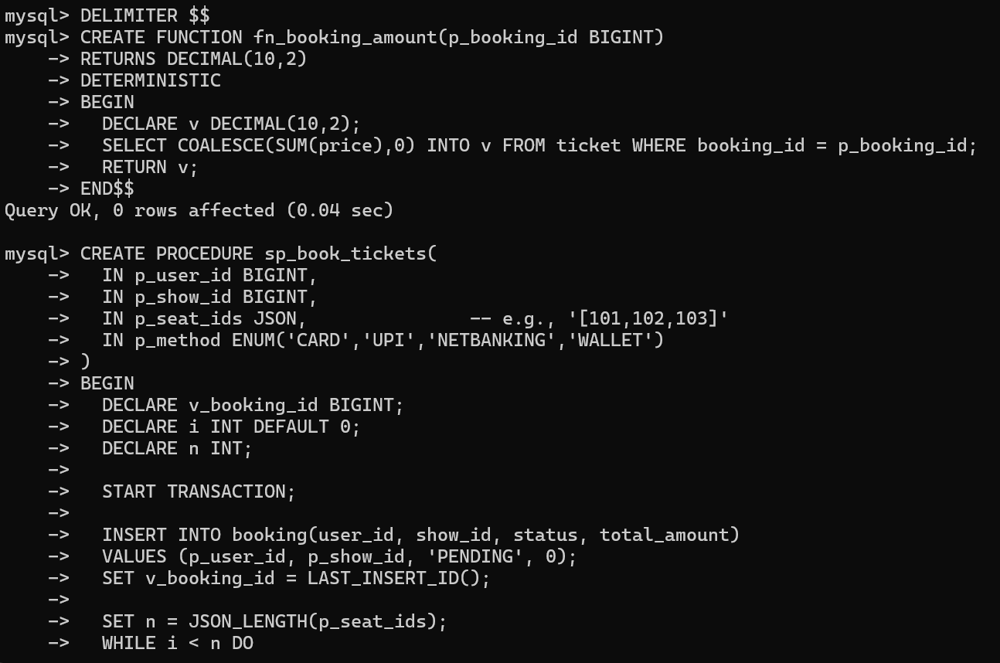 mysql> DELIMITER $$
mysql> CREATE FUNCTION fn_booking_amount(p_booking_id BIGINT)
    -> RETURNS DECIMAL(10,2)
    -> DETERMINISTIC
    -> BEGIN
    ->   DECLARE v DECIMAL(10,2);
    ->   SELECT COALESCE(SUM(price),0) INTO v FROM ticket WHERE booking_id = p_booking_id;
    ->   RETURN v;
    -> END$$
Query OK, 0 rows affected (0.04 sec)

mysql> CREATE PROCEDURE sp_book_tickets(
    ->   IN p_user_id BIGINT,
    ->   IN p_show_id BIGINT,
    ->   IN p_seat_ids JSON,               -- e.g., '[101,102,103]'
    ->   IN p_method ENUM('CARD','UPI','NETBANKING','WALLET')
    -> )
    -> BEGIN
    ->   DECLARE v_booking_id BIGINT;
    ->   DECLARE i INT DEFAULT 0;
    ->   DECLARE n INT;
    ->
    ->   START TRANSACTION;
    ->
    ->   INSERT INTO booking(user_id, show_id, status, total_amount)
    ->   VALUES (p_user_id, p_show_id, 'PENDING', 0);
    ->   SET v_booking_id = LAST_INSERT_ID();
    ->
    ->   SET n = JSON_LENGTH(p_seat_ids);
    ->   WHILE i < n DO